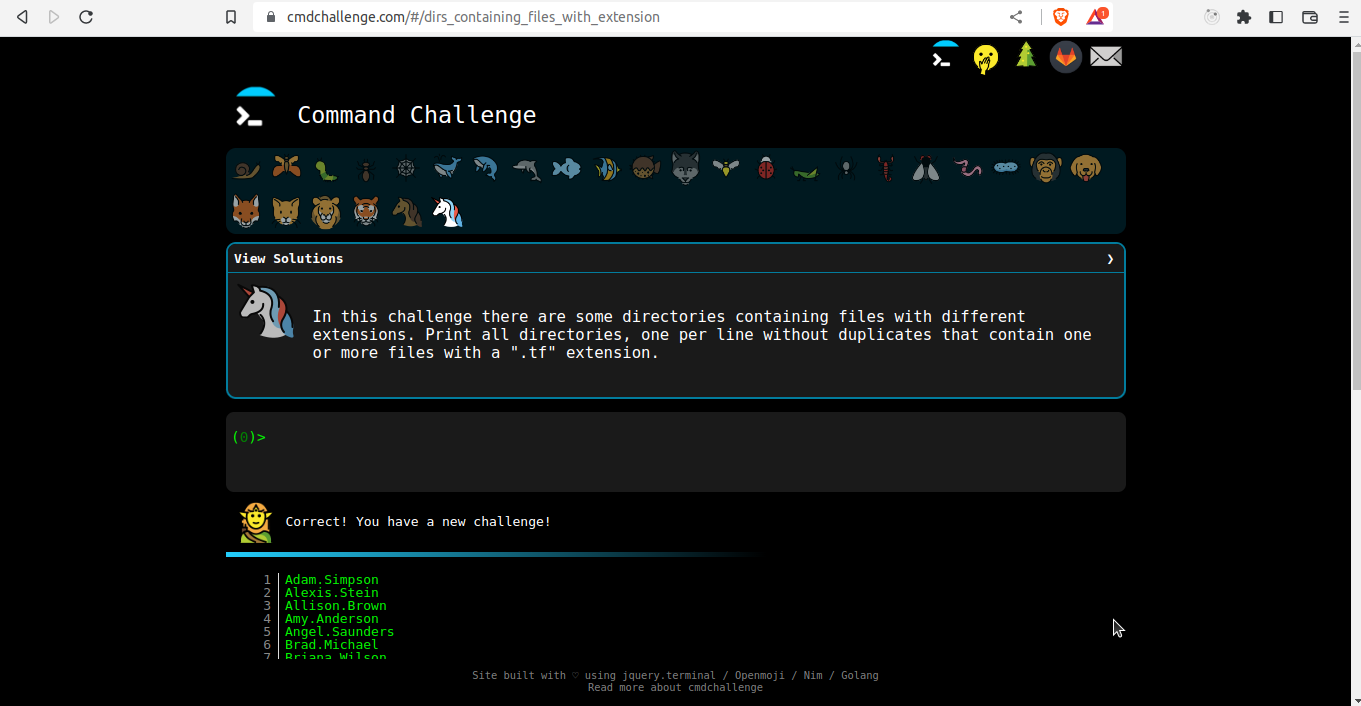 cmdchallenge.com/#/dirs_containing_files_with_extension
1
Command Challenge
View Solutions
In this challenge there are some directories containing files with different
extensions. Print all directories, one per line without duplicates that contain one
or more files with a ".tf" extension.
(0)>
Correct! You have a new challenge!
1 Adam.Simpson
2 Alexis.Stein
3 Allison.Brown
4 Amy.Anderson
5 Angel.Saunders
6 Brad.Michael
7 Briana.Wilson
Site built with ♡ using jquery.terminal / Openmoji / Nim / Golang
Read more about cmdchallenge